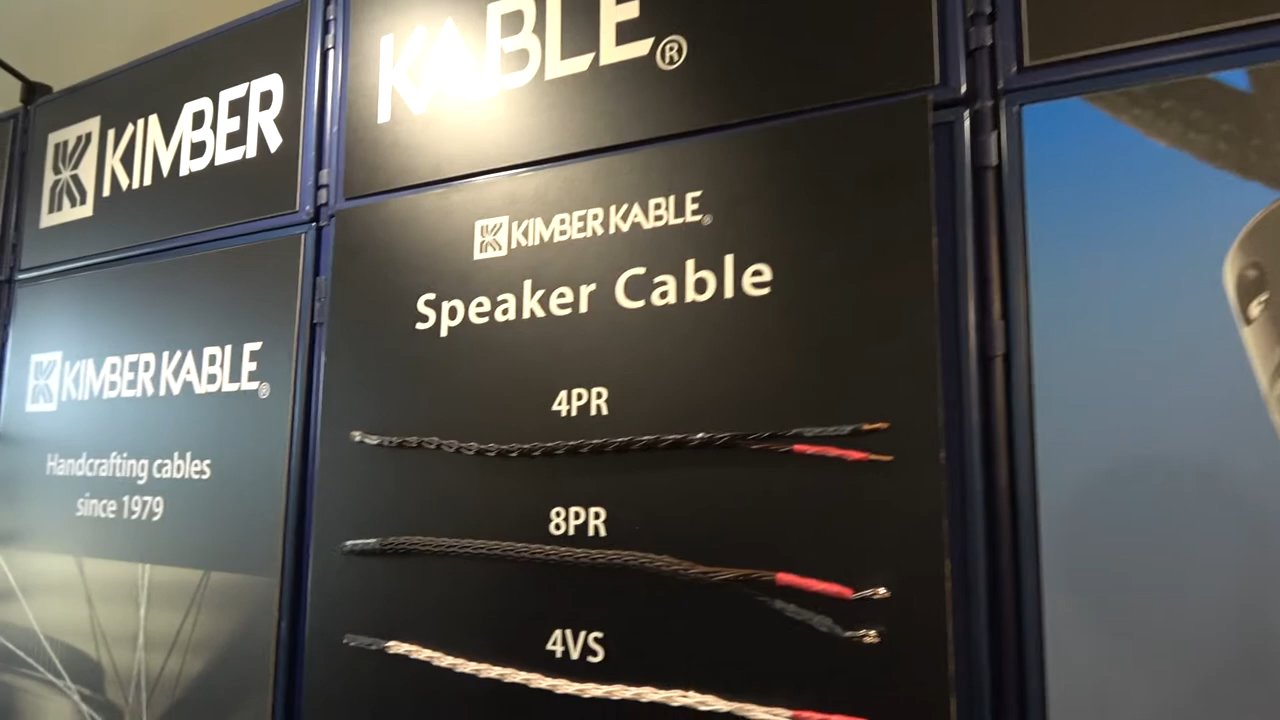 KIMBER
KIMBER KABLE®
Handcrafting cables
since 1979
KABLE®
KIMBER KABLE®
Speaker Cable
4PR
8PR
4VS